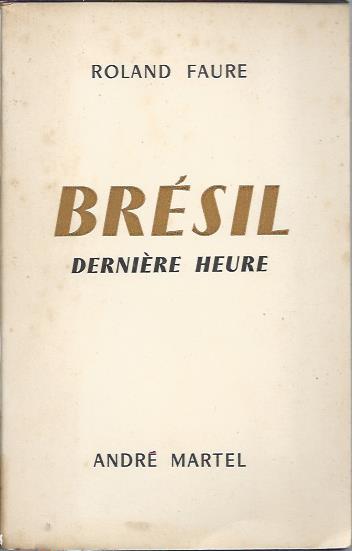 ROLAND FAURE
BRÉSIL
DERNIÈRE HEURE
ANDRÉ MARTEL